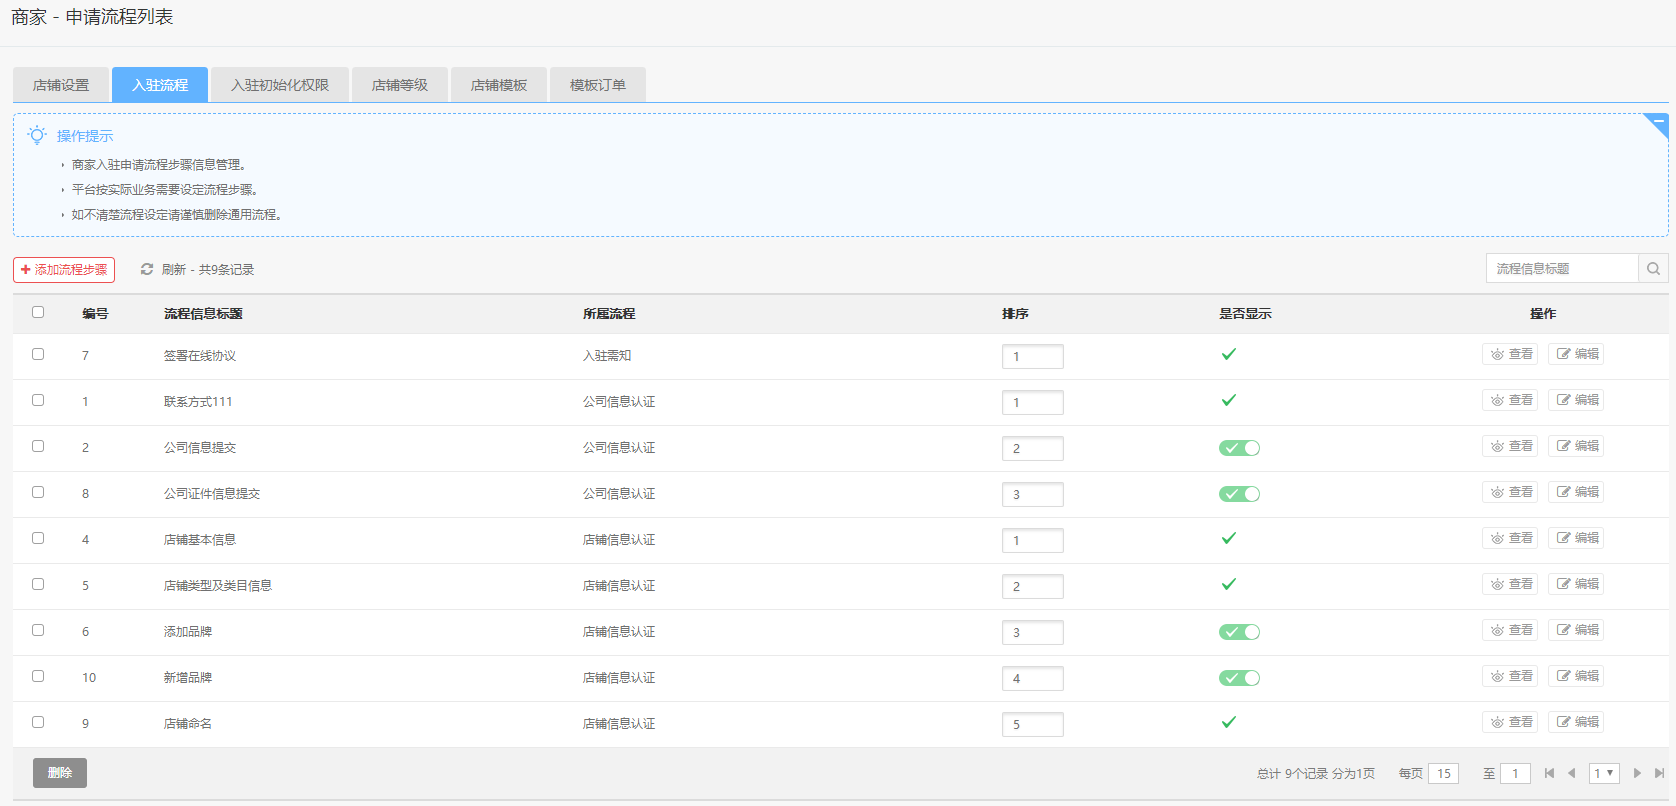 商家 - 申请流程列表
店铺设置 入驻流程 入驻初始化权限 店铺等级 店铺模板 模板订单
操作提示
商家入驻申请流程步骤信息管理。
平台按实际业务需要设定流程步骤。
如不清楚流程设定请谨慎删除通用流程。
添加流程步骤 刷新 - 共9条记录 流程信息标题
编号 流程信息标题 所属流程 排序 是否显示 操作
7 签署在线协议 入驻需知 1 查看 编辑
1 联系方式111 公司信息认证 1 查看 编辑
2 公司信息提交 公司信息认证 2 查看 编辑
8 公司证件信息提交 公司信息认证 3 查看 编辑
4 店铺基本信息 店铺信息认证 1 查看 编辑
5 店铺类型及类目信息 店铺信息认证 2 查看 编辑
6 添加品牌 店铺信息认证 3 查看 编辑
10 新增品牌 店铺信息认证 4 查看 编辑
9 店铺命名 店铺信息认证 5 查看 编辑
删除 总计 9个记录 分为1页 每页 15 至 1 1